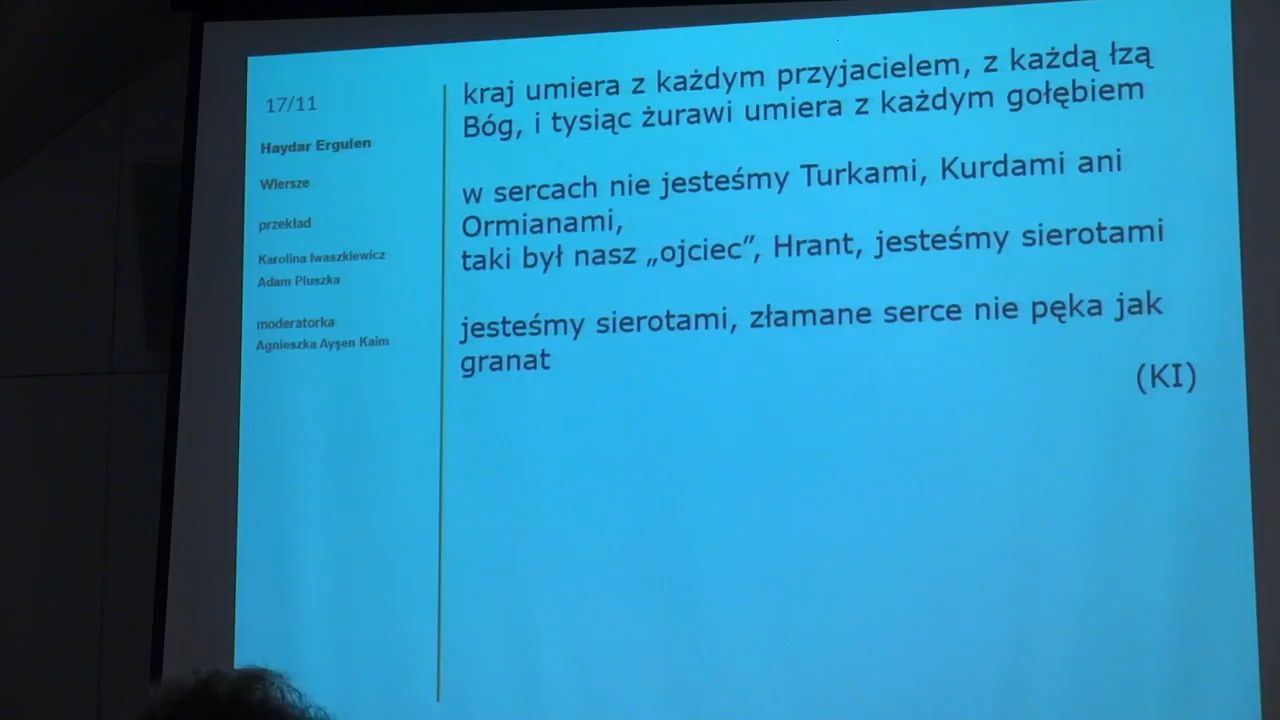 17/11
Haydar Ergulen
Wiersze
przekład
Karolina Iwaszkiewicz
Adam Pluszka
moderatorka
Agnieszka Ayşen Kaim
kraj umiera z każdym przyjacielem, z każdą łzą
Bóg, i tysiąc żurawi umiera z każdym gołębiem
w sercach nie jesteśmy Turkami, Kurdami ani
Ormianami,
taki był nasz „ojciec”, Hrant, jesteśmy sierotami
jesteśmy sierotami, złamane serce nie pęka jak
granat
(KI)